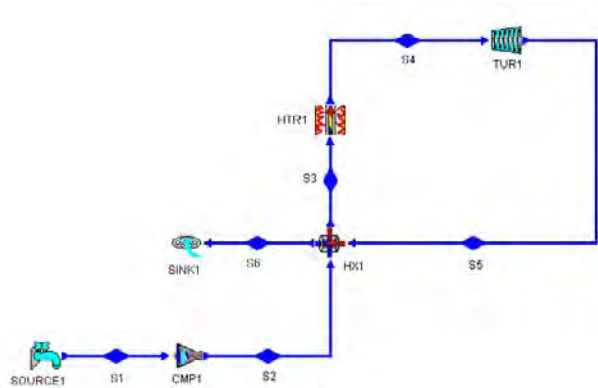 S4
TUR1
HTR1
S3
SINK1
S6
HX1
S5
SOURCE1
S1
CMP1
S2